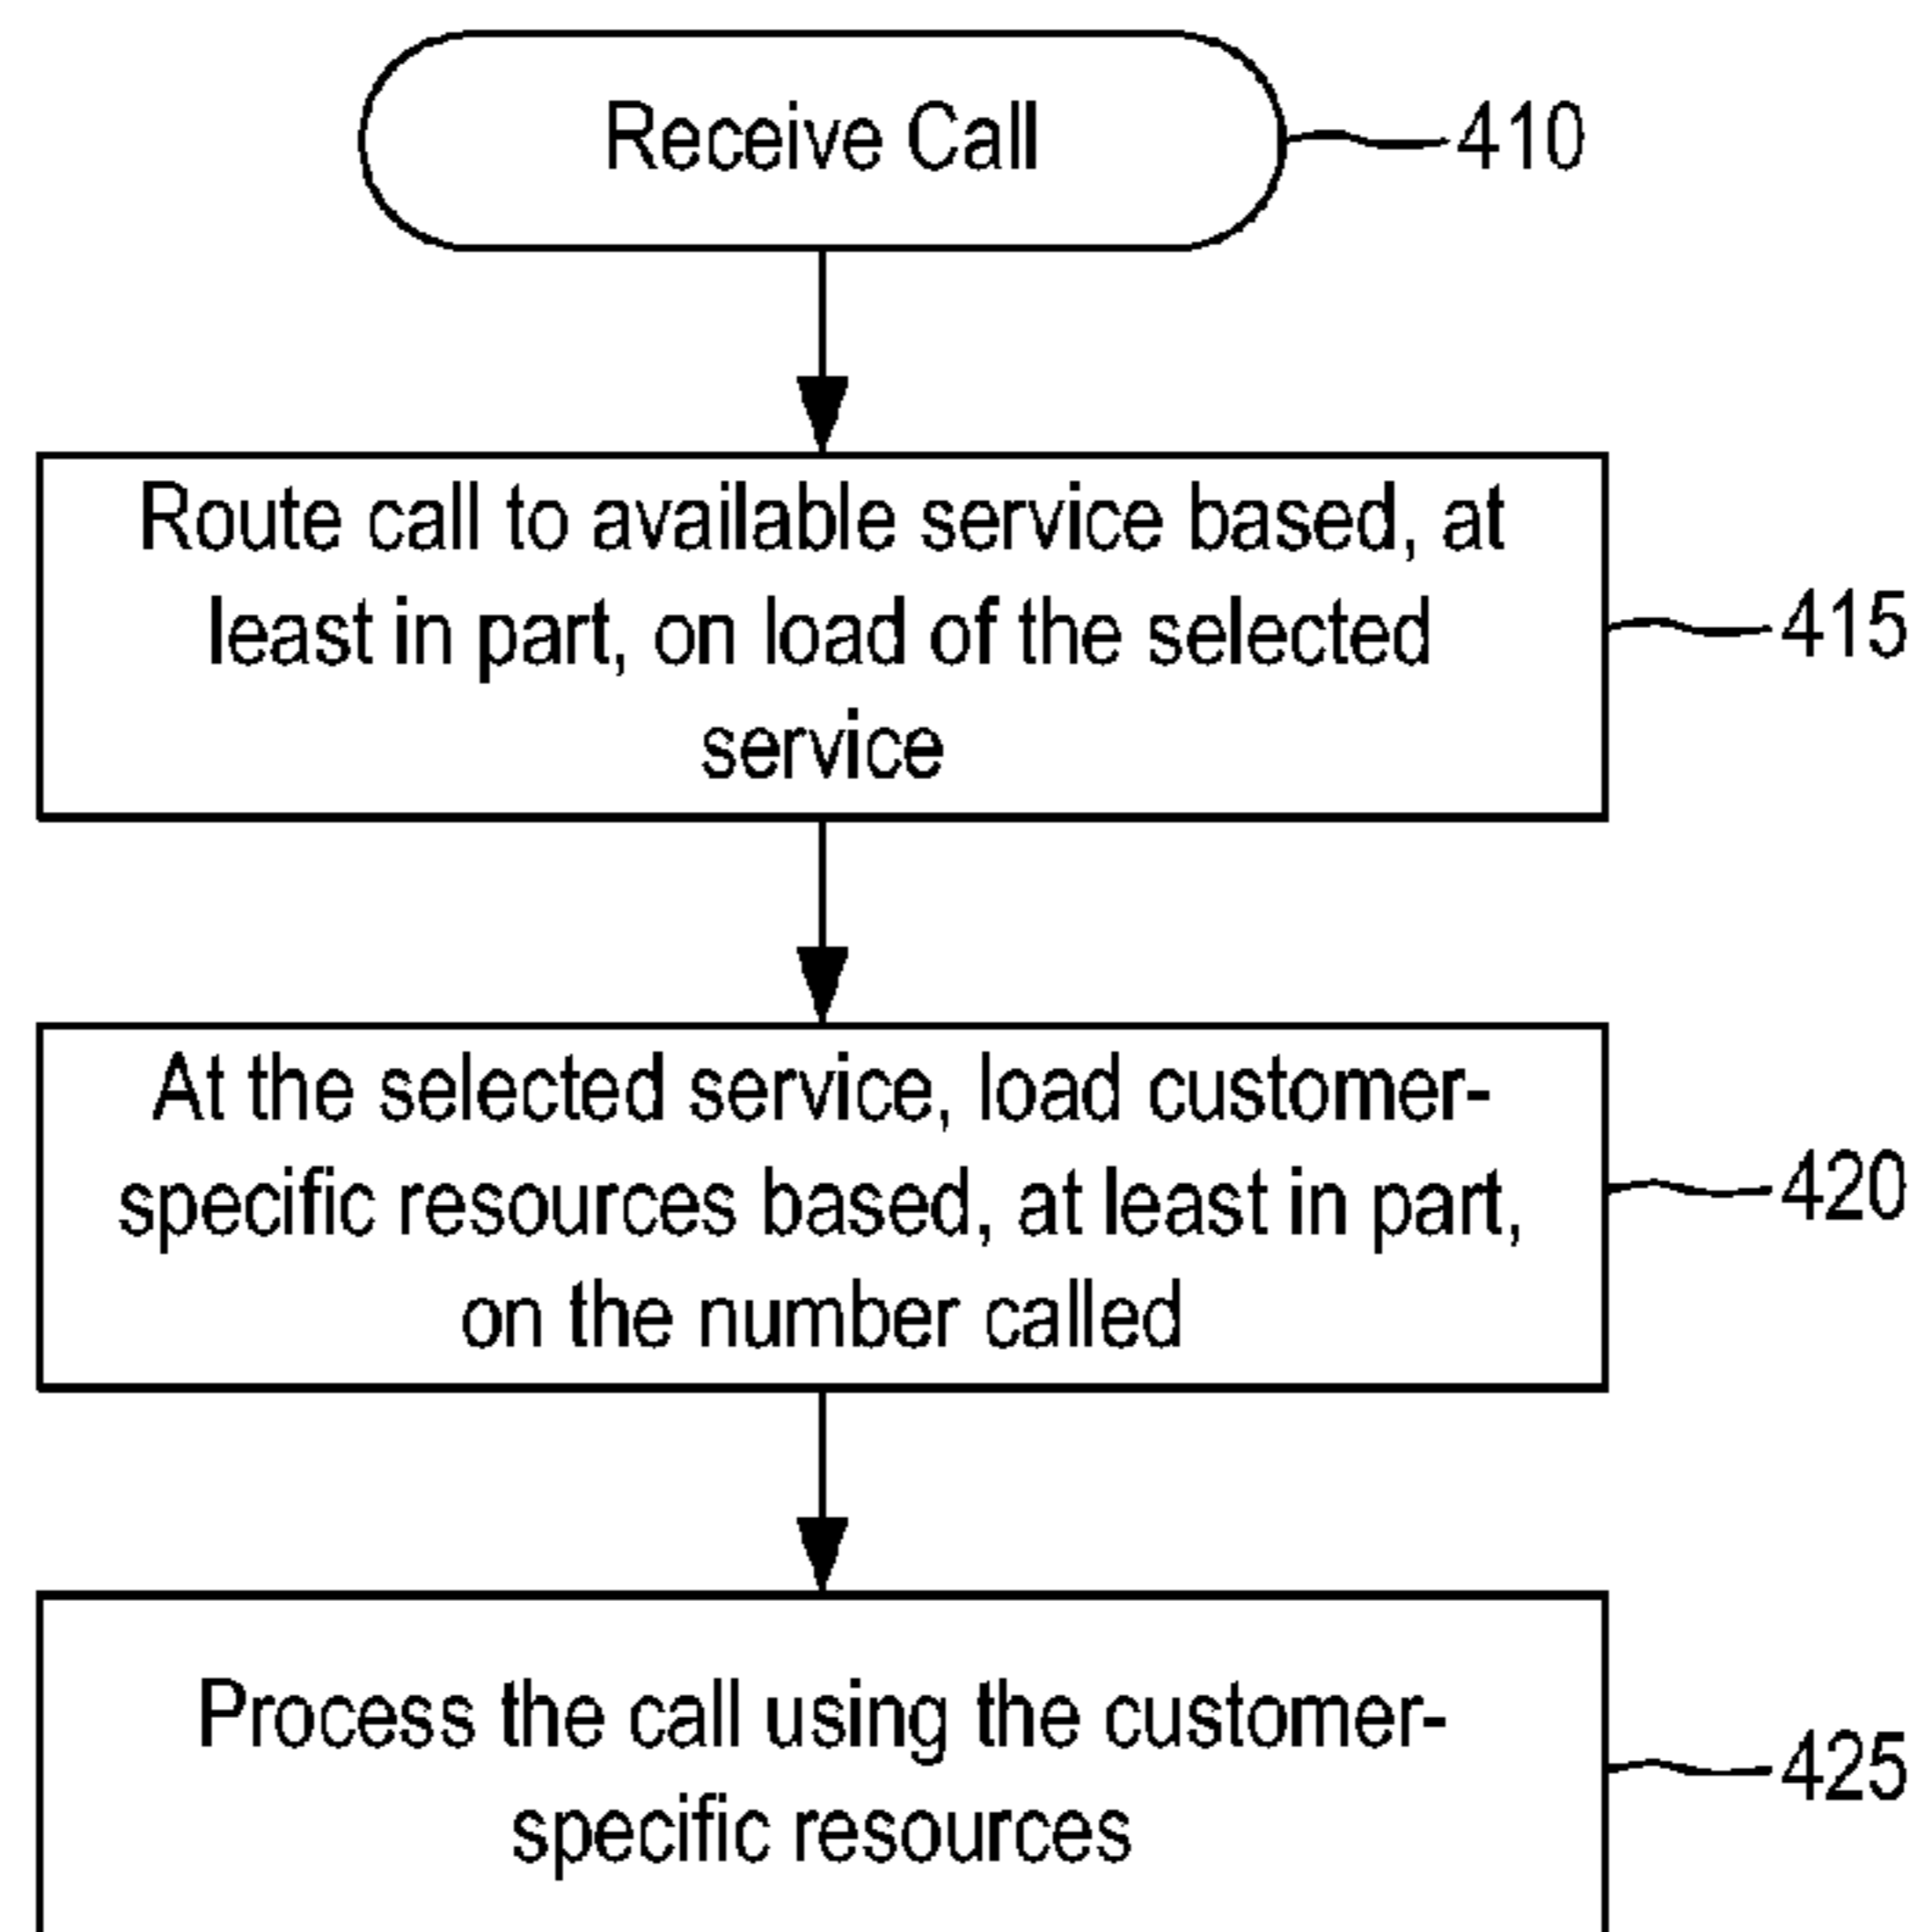 Receive Call
410
Route call to available service based, at
least in part, on load of the selected
service
415
At the selected service, load customer-
specific resources based, at least in part,
on the number called
420
Process the call using the customer-
specific resources
425